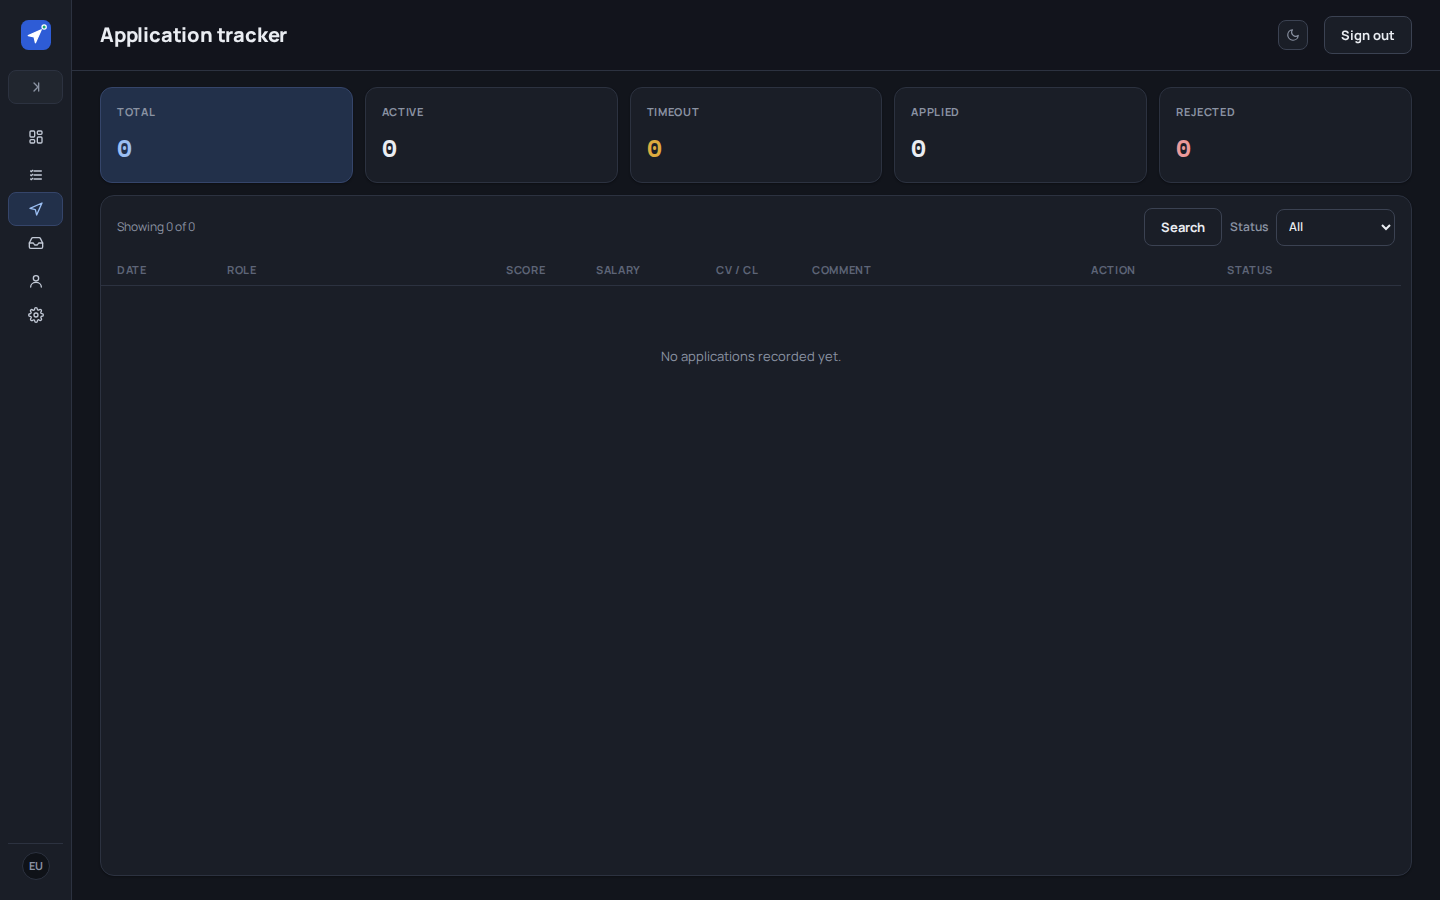 Application tracker
Sign out
TOTAL
0
ACTIVE
0
TIMEOUT
0
APPLIED
0
REJECTED
0
Showing 0 of 0
Search
Status
All
DATE ROLE SCORE SALARY CV / CL COMMENT ACTION STATUS
No applications recorded yet.
EU